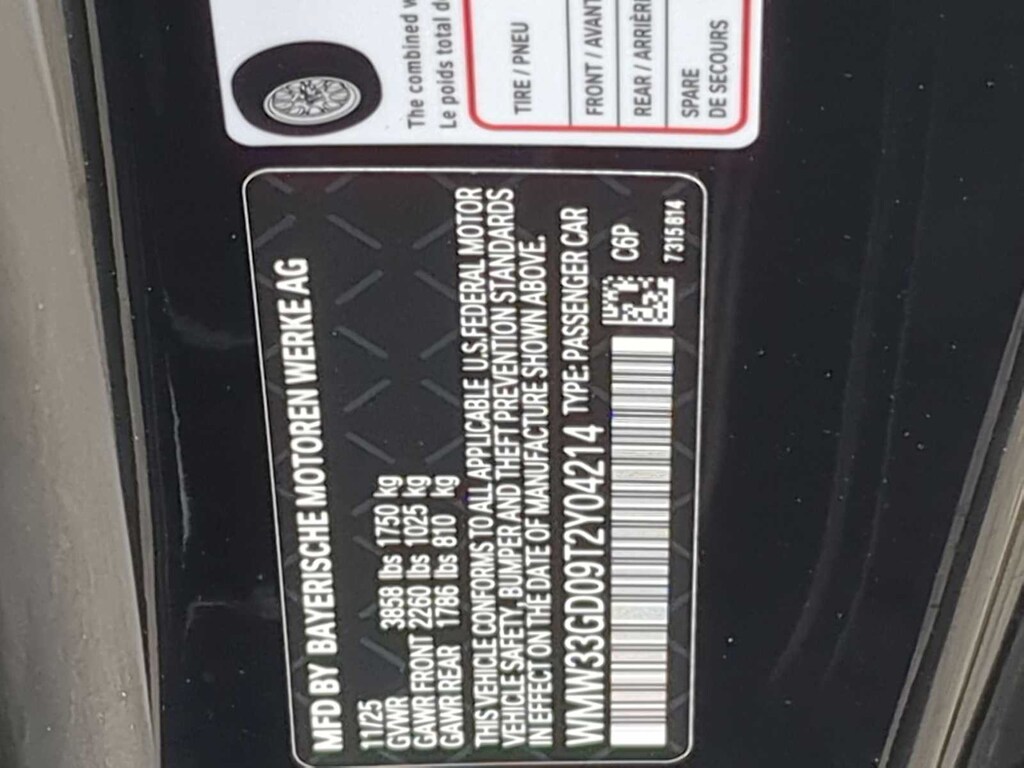 MFD BY BAYERISCHE MOTOREN WERKE AG
11/25
GVWR 3858 lbs 1750 kg
GAWR FRONT 2260 lbs 1025 kg
GAWR REAR 1786 lbs 810 kg
THIS VEHICLE CONFORMS TO ALL APPLICABLE U.S. FEDERAL MOTOR
VEHICLE SAFETY, BUMPER AND THEFT PREVENTION STANDARDS
IN EFFECT ON THE DATE OF MANUFACTURE SHOWN ABOVE.
WMW33GD09T2Y04214 TYPE: PASSENGER CAR
C6P
7315814
The combined
Le poids total
TIRE / PNEU
FRONT / AVANT
REAR / ARRIÈRE
SPARE
DE SECOURS